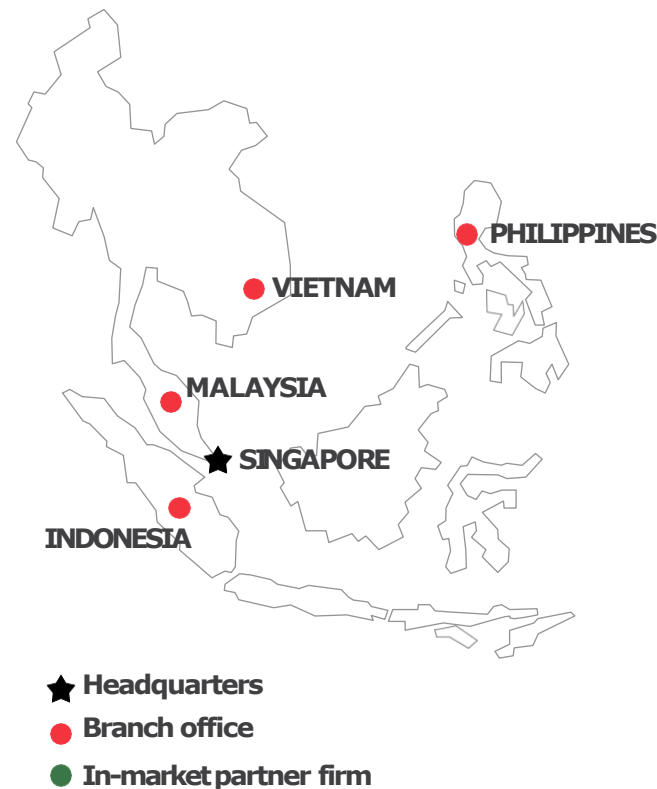 PHILIPPINES
VIETNAM
MALAYSIA
SINGAPORE
INDONESIA
Headquarters
Branch office
In-market partner firm